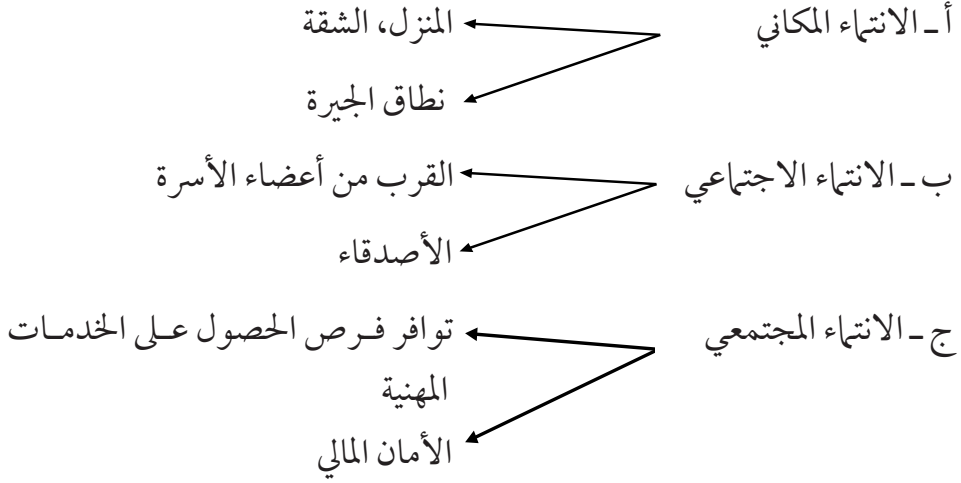 أ ـ الانتماء المكاني المنزل، الشقة
نطاق الجيرة
ب ـ الانتماء الاجتماعي القرب من أعضاء الأسرة
الأصدقاء
ج ـ الانتماء المجتمعي توافر فرص الحصول على الخدمات
المهنية
الأمان المالي